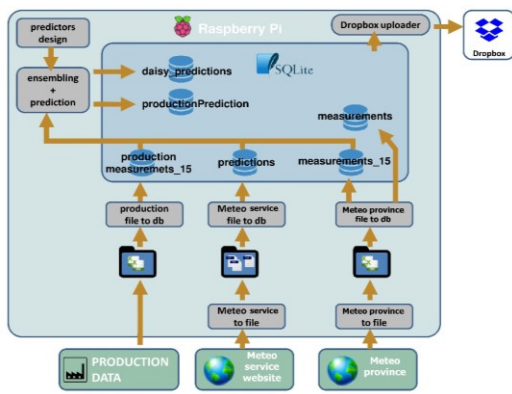 predictors
design
Raspberry Pi
Dropbox uploader
Dropbox
ensembling
+
prediction
daisy_predictions
SQLite
productionPrediction
measurements
production
measuremets_15
predictions
measurements_15
production
file to db
Meteo service
file to db
Meteo province
file to db
Meteo service
to file
Meteo province
to file
PRODUCTION
DATA
Meteo
service
website
Meteo
province